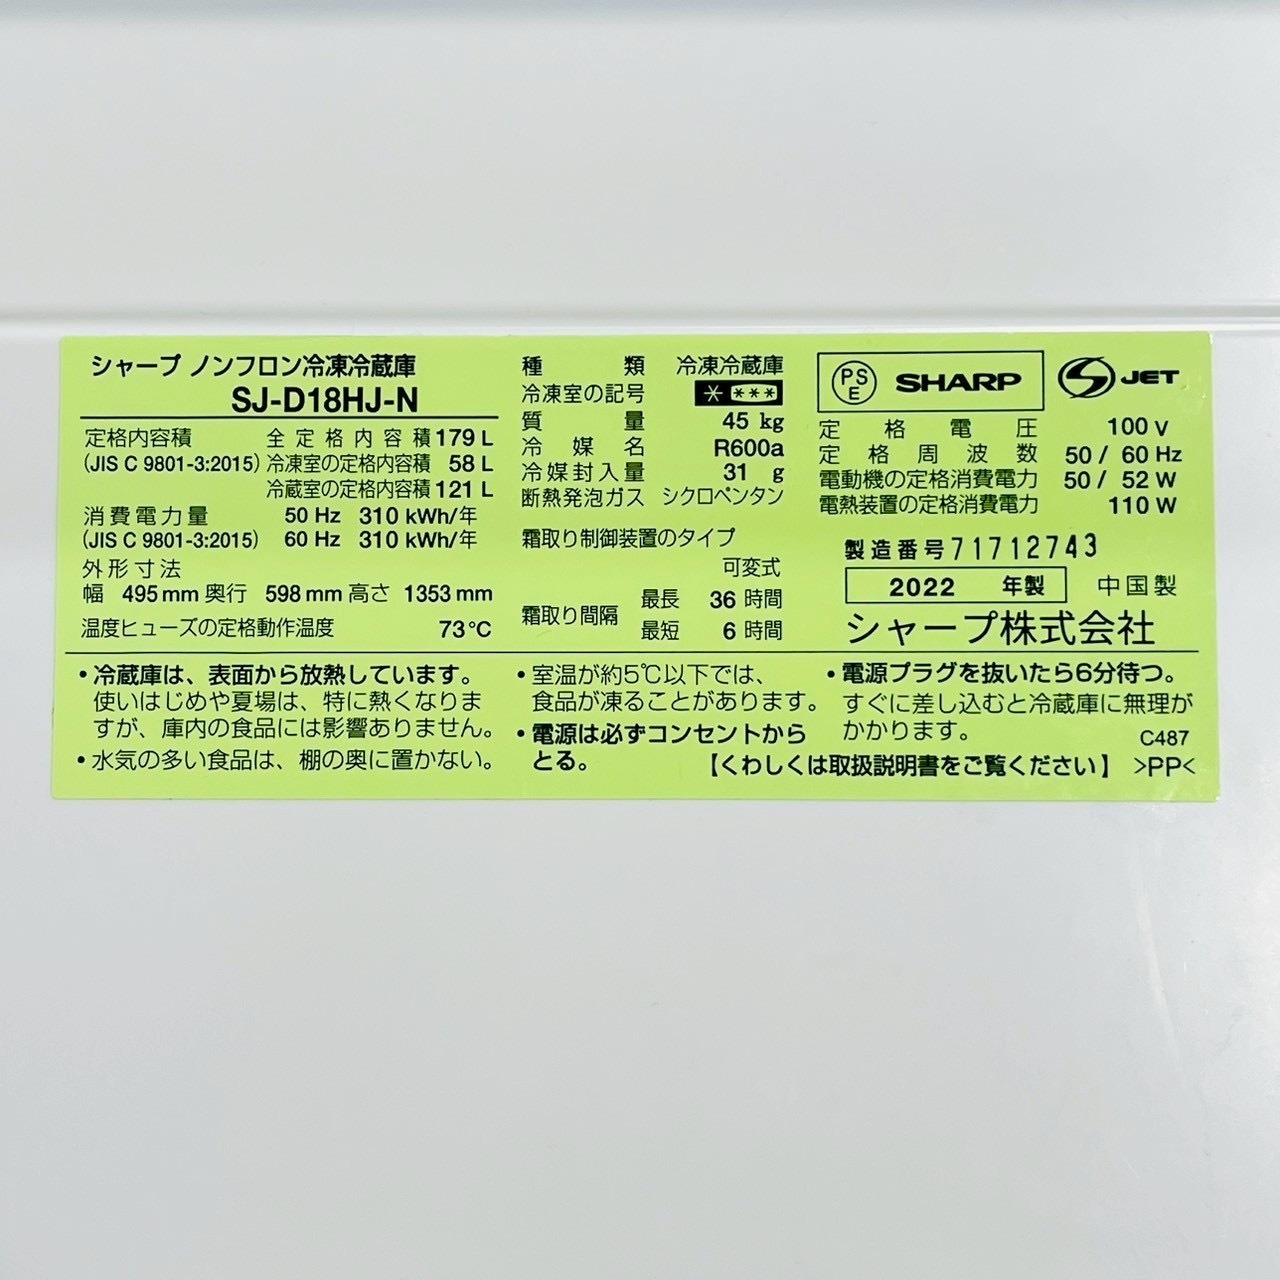 シャープ ノンフロン冷凍冷蔵庫
SJ-D18HJ-N
定格内容積 全定格内容積 179 L
(JIS C 9801-3:2015) 冷凍室の定格内容積 58 L
冷蔵室の定格内容積 121 L
消費電力量 50 Hz 310 kWh/年
(JIS C 9801-3:2015) 60 Hz 310 kWh/年
外形寸法
幅 495 mm 奥行 598 mm 高さ 1353 mm
温度ヒューズの定格動作温度 73℃
種類 冷凍冷蔵庫
冷凍室の記号 * ***
質量 45 kg
冷媒名 R600a
冷媒封入量 31 g
断熱発泡ガス シクロペンタン
霜取り制御装置のタイプ
可変式
霜取り間隔 最長 36 時間
最短 6 時間
PSE SHARP S JET
定格電圧 100 V
定格周波数 50 / 60 Hz
電動機の定格消費電力 50 / 52 W
電熱装置の定格消費電力 110 W
製造番号 71712743
2022 年製 中国製
シャープ株式会社
・冷蔵庫は、表面から放熱しています。
使いはじめや夏場は、特に熱くなりま
すが、庫内の食品には影響ありません。
・水気の多い食品は、棚の奥に置かない。
・室温が約5℃以下では、
食品が凍ることがあります。
・電源は必ずコンセントから
とる。
・電源プラグを抜いたら6分待つ。
すぐに差し込むと冷蔵庫に無理が
かかります。
C487
【くわしくは取扱説明書をご覧ください】 >PP<